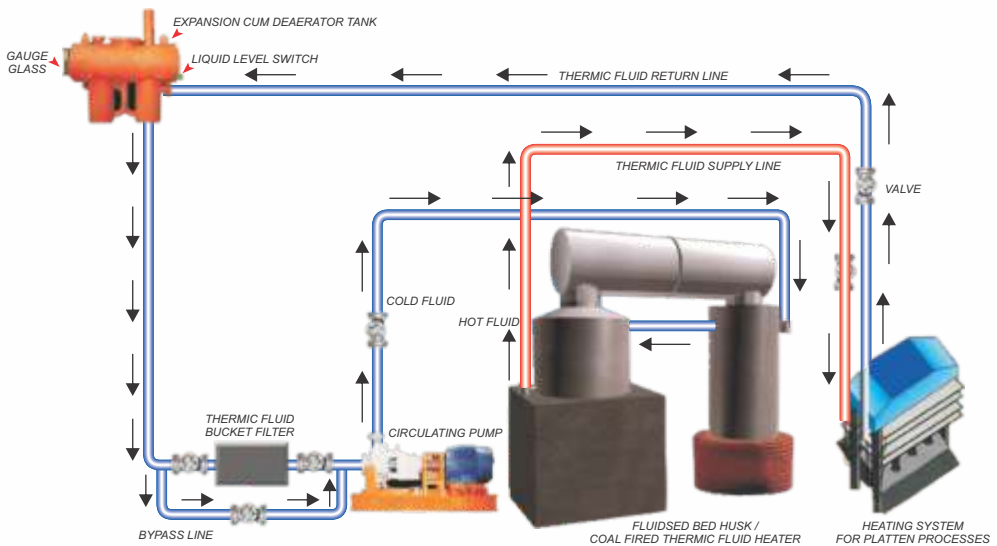 EXPANSION CUM DEAERATOR TANK
GAUGE
GLASS
LIQUID LEVEL SWITCH
THERMIC FLUID RETURN LINE
THERMIC FLUID SUPPLY LINE
VALVE
COLD FLUID
HOT FLUID
THERMIC FLUID
BUCKET FILTER
CIRCULATING PUMP
BYPASS LINE
FLUIDSED BED HUSK /
COAL FIRED THERMIC FLUID HEATER
HEATING SYSTEM
FOR PLATTEN PROCESSES